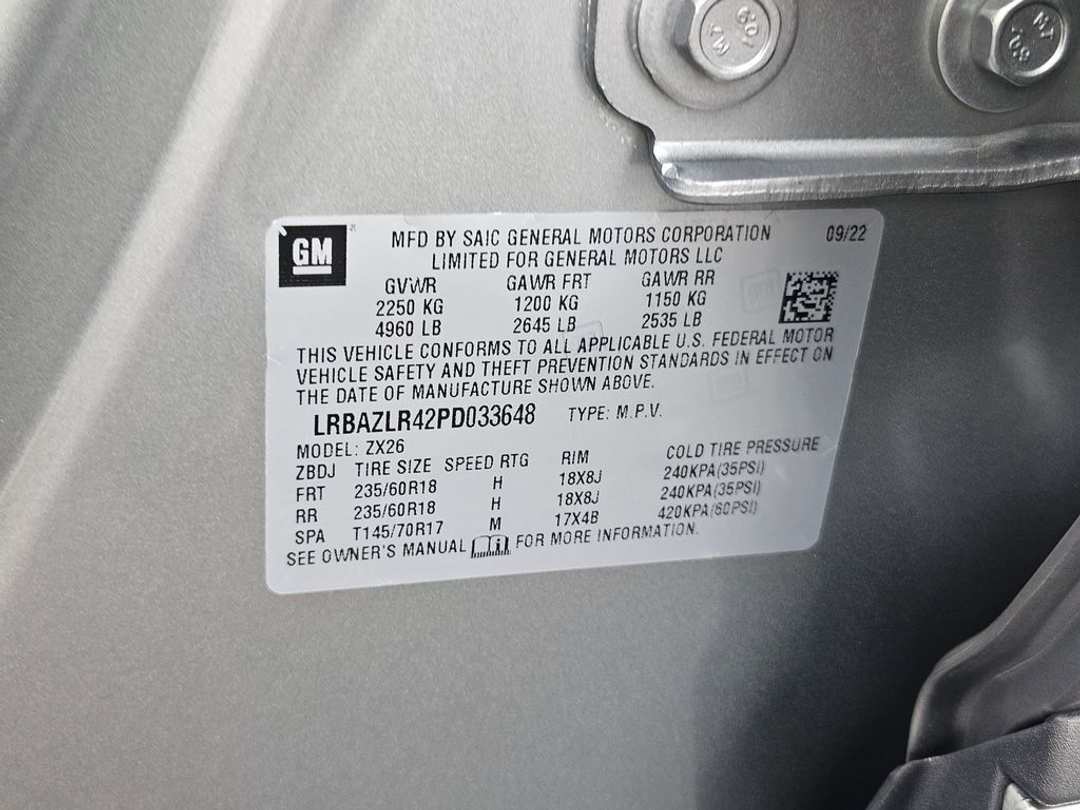 GM
MFD BY SAIC GENERAL MOTORS CORPORATION 09/22
LIMITED FOR GENERAL MOTORS LLC
GVWR GAWR FRT GAWR RR
2250 KG 1200 KG 1150 KG
4960 LB 2645 LB 2535 LB
THIS VEHICLE CONFORMS TO ALL APPLICABLE U.S. FEDERAL MOTOR
VEHICLE SAFETY AND THEFT PREVENTION STANDARDS IN EFFECT ON
THE DATE OF MANUFACTURE SHOWN ABOVE.
LRBAZLR42PD033648 TYPE: M.P.V.
MODEL: ZX26
ZBDJ TIRE SIZE SPEED RTG RIM COLD TIRE PRESSURE
FRT 235/60R18 H 18X8J 240KPA(35PSI)
RR 235/60R18 H 18X8J 240KPA(35PSI)
SPA T145/70R17 M 17X4B 420KPA(60PSI)
SEE OWNER'S MANUAL FOR MORE INFORMATION.